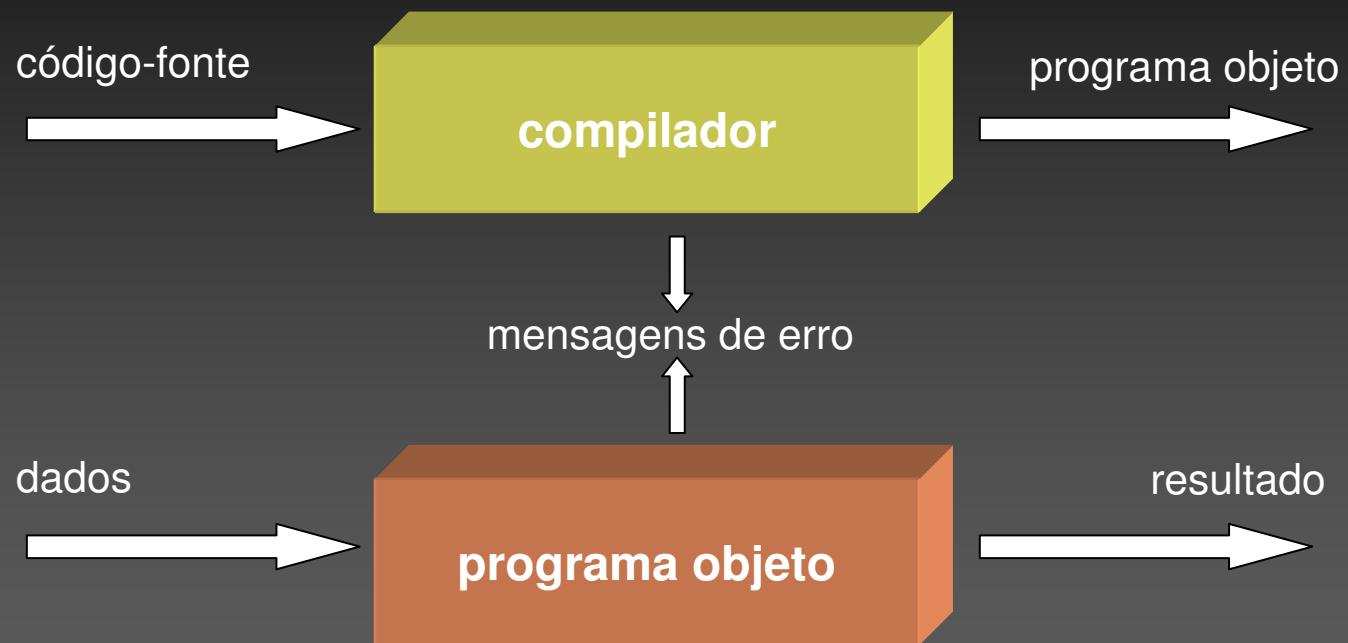 código-fonte
compilador
programa objeto
mensagens de erro
dados
programa objeto
resultado